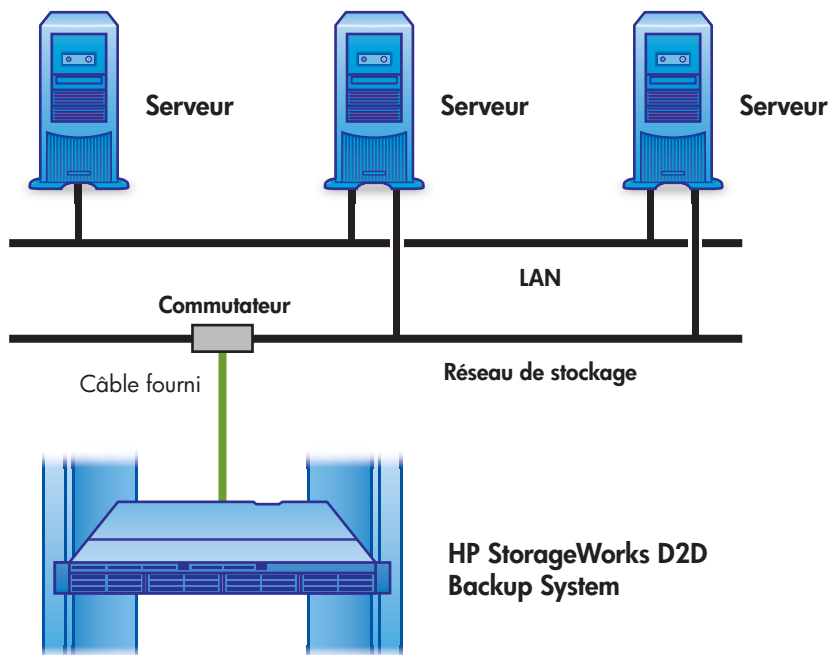 Serveur
Serveur
Serveur
LAN
Commutateur
Câble fourni
Réseau de stockage
HP StorageWorks D2D
Backup System